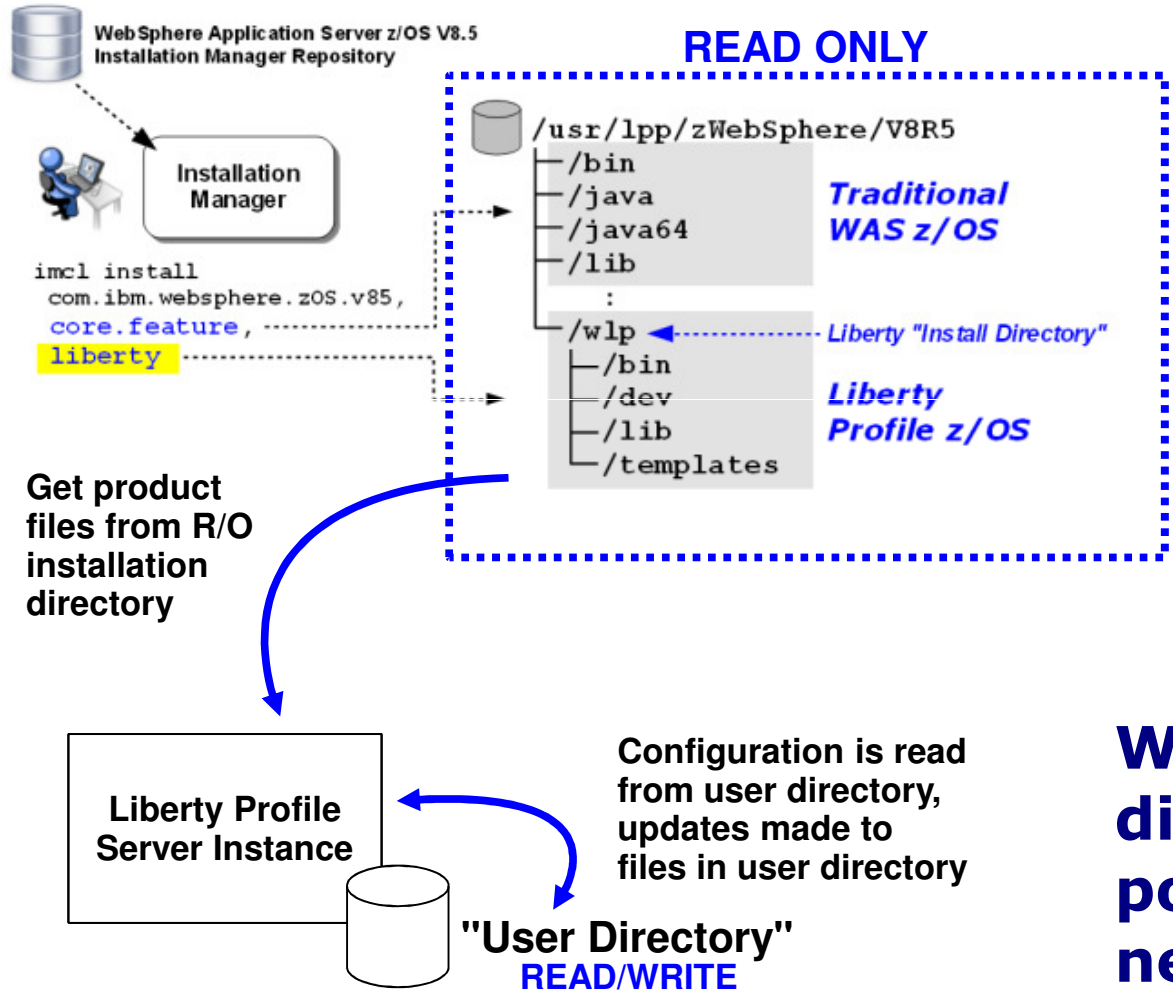 WebSphere Application Server z/OS V8.5
Installation Manager Repository
READ ONLY
Installation
Manager
imcl install
com.ibm.websphere.zOS.v85,
core.feature,
liberty
/usr/lpp/zWebSphere/V8R5
/bin
/java
/java64
/lib
:
Traditional
WAS z/OS
/wlp
Liberty "Install Directory"
/bin
/dev
/lib
/templates
Liberty
Profile z/OS
Get product
files from R/O
installation
directory
Liberty Profile
Server Instance
Configuration is read
from user directory,
updates made to
files in user directory
"User Directory"
READ/WRITE